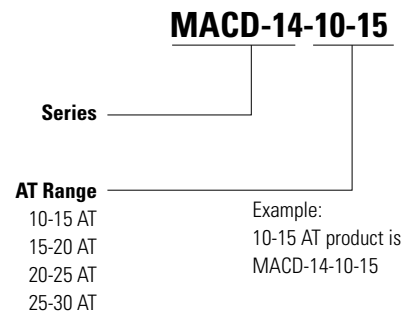 MACD-14-10-15
Series
AT Range
10-15 AT
15-20 AT
20-25 AT
25-30 AT
Example:
10-15 AT product is
MACD-14-10-15